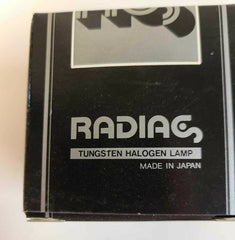 RADIAC
TUNGSTEN HALOGEN LAMP
MADE IN JAPAN